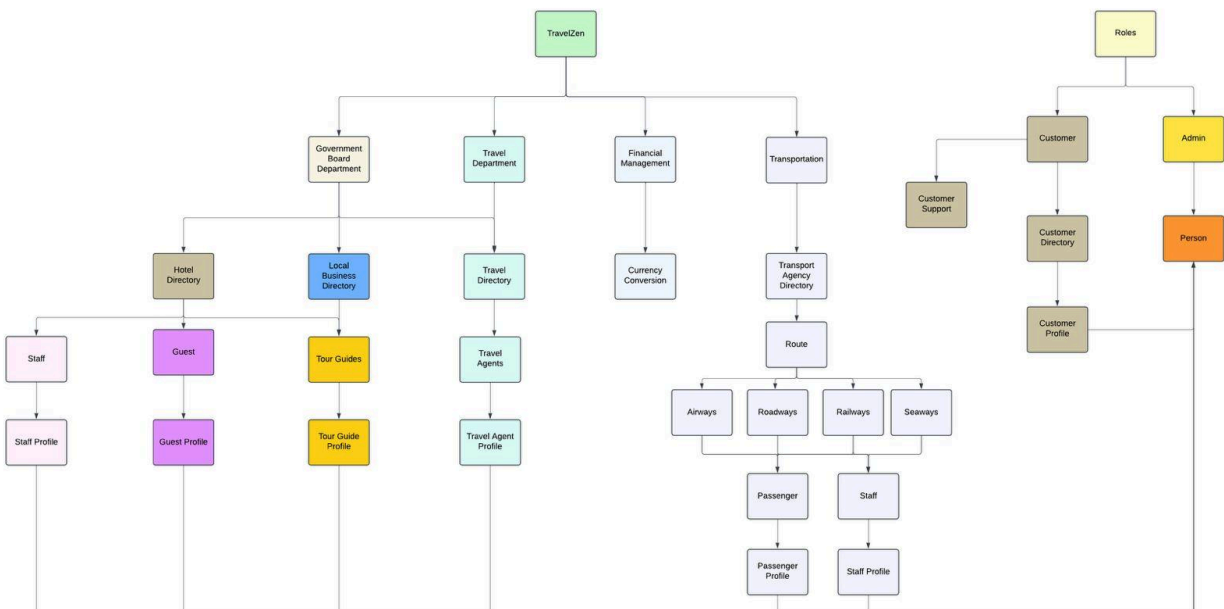 TravelZen
Roles
Government
Board
Department
Travel
Department
Financial
Management
Transportation
Customer
Admin
Customer
Support
Customer
Directory
Person
Hotel
Directory
Local
Business
Directory
Travel
Directory
Currency
Conversion
Transport
Agency
Directory
Customer
Profile
Staff
Guest
Tour Guides
Travel
Agents
Route
Airways
Roadways
Railways
Seaways
Staff Profile
Guest Profile
Tour Guide
Profile
Travel Agent
Profile
Passenger
Staff
Passenger
Profile
Staff Profile